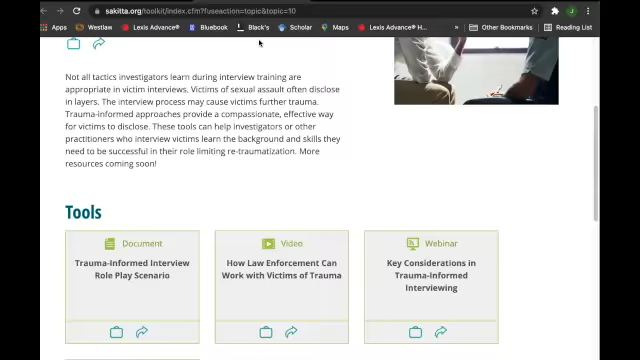 sakitta.org/toolkit/index.cfm?fuseaction=topic&topic=10
Apps Westlaw Lexis Advance® Bluebook Black's Scholar Maps Lexis Advance® H... Other Bookmarks Reading List
Not all tactics investigators learn during interview training are
appropriate in victim interviews. Victims of sexual assault often disclose
in layers. The interview process may cause victims further trauma.
Trauma-informed approaches provide a compassionate, effective way
for victims to disclose. These tools can help investigators or other
practitioners who interview victims learn the background and skills they
need to be successful in their role limiting re-traumatization. More
resources coming soon!
Tools
Document
Trauma-Informed Interview
Role Play Scenario
Video
How Law Enforcement Can
Work with Victims of Trauma
Webinar
Key Considerations in
Trauma-Informed
Interviewing